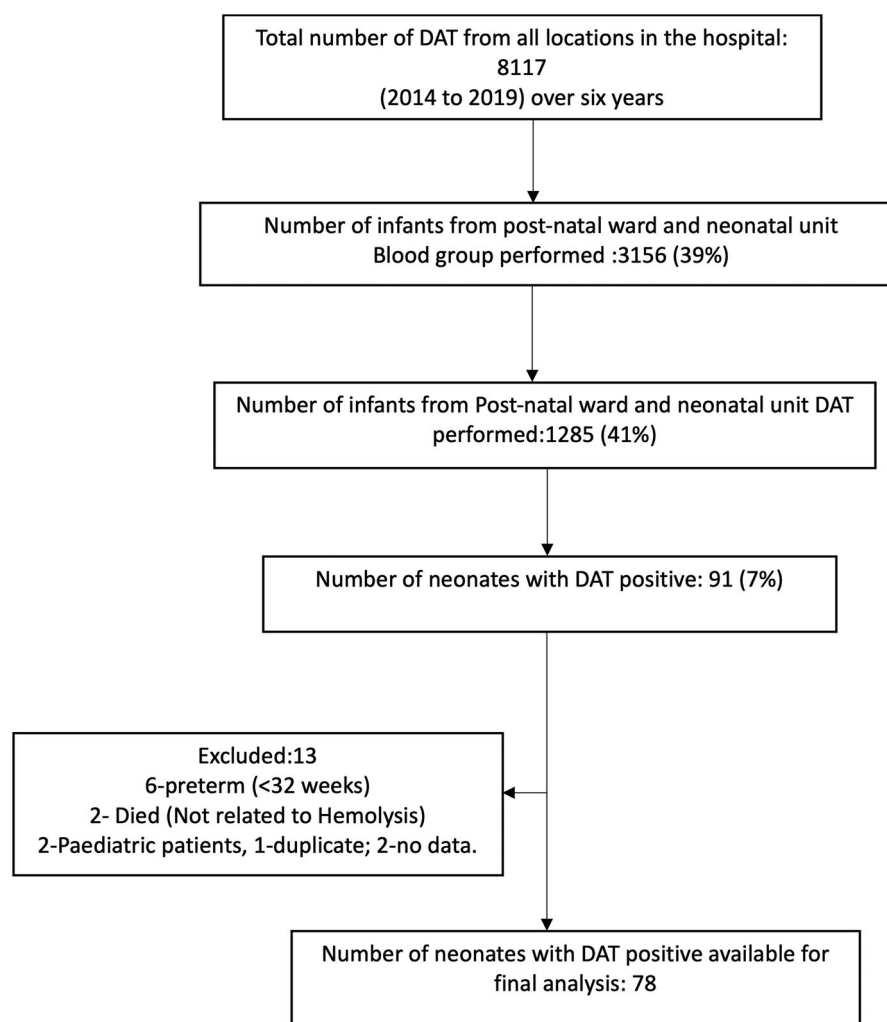 Total number of DAT from all locations in the hospital:
8117
(2014 to 2019) over six years
Number of infants from post-natal ward and neonatal unit
Blood group performed :3156 (39%)
Number of infants from Post-natal ward and neonatal unit DAT
performed:1285 (41%)
Number of neonates with DAT positive: 91 (7%)
Excluded:13
6-preterm (<32 weeks)
2- Died (Not related to Hemolysis)
2-Paediatric patients, 1-duplicate; 2-no data.
Number of neonates with DAT positive available for
final analysis: 78